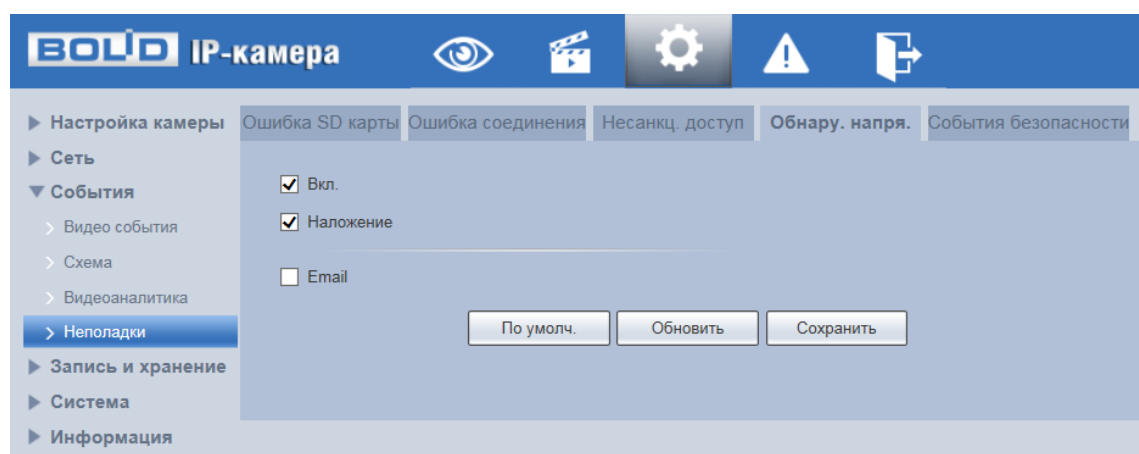 BOLID IP-камера
Настройка камеры
Сеть
События
Видео события
Схема
Видеоаналитика
Неполадки
Запись и хранение
Система
Информация
Ошибка SD карты Ошибка соединения Несанкц. доступ Обнару. напря. События безопасности
Вкл.
Наложение
Email
По умолч. Обновить Сохранить